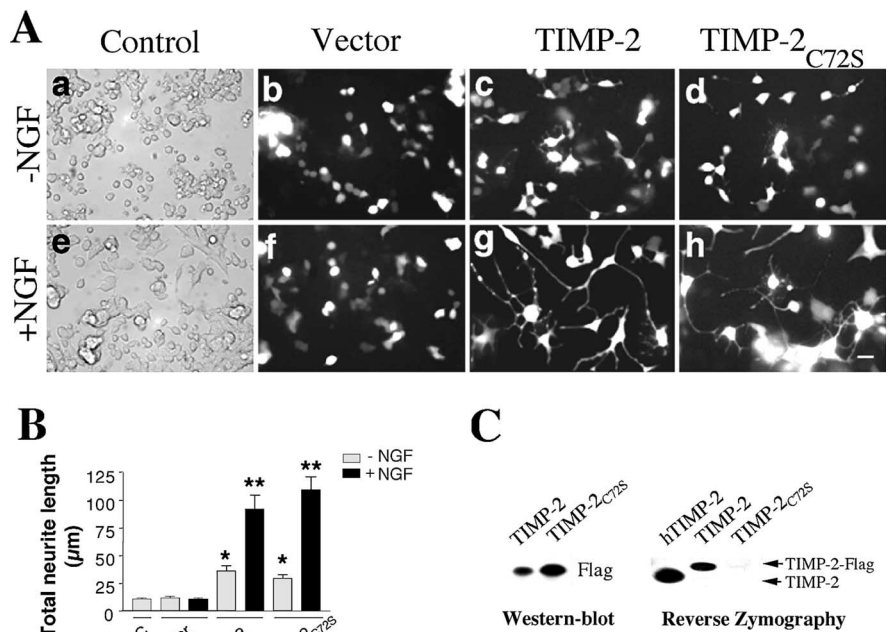 A
Control Vector TIMP-2 TIMP-2C72S
-NGF
a b c d
+NGF
e f g h
B
- NGF
+ NGF
Total neurite length
(µm)
125
100
75
50
25
0
* ** * **
C
TIMP-2 TIMP-2C72S
Flag
Western-blot
hTIMP-2 TIMP-2 TIMP-2C72S
TIMP-2-Flag
TIMP-2
Reverse Zymography